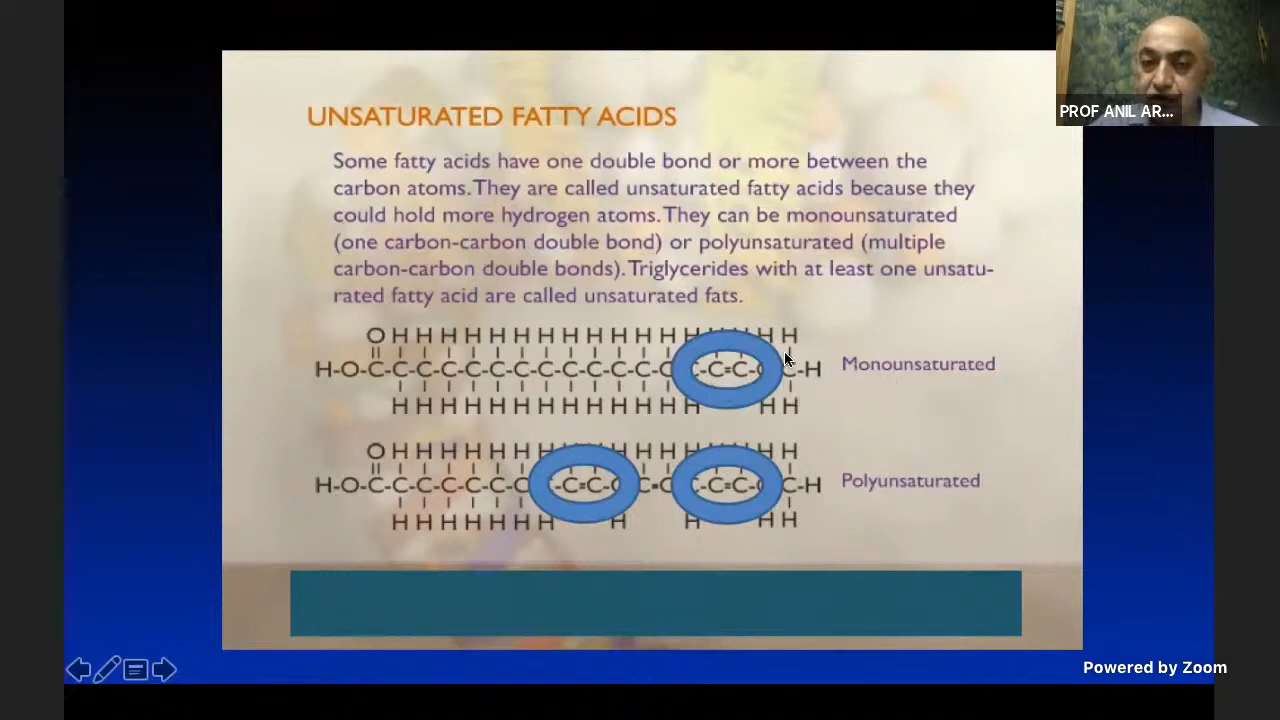 PROF ANIL AR...
UNSATURATED FATTY ACIDS
Some fatty acids have one double bond or more between the
carbon atoms. They are called unsaturated fatty acids because they
could hold more hydrogen atoms. They can be monounsaturated
(one carbon-carbon double bond) or polyunsaturated (multiple
carbon-carbon double bonds). Triglycerides with at least one unsatu-
rated fatty acid are called unsaturated fats.
O H H H H H H H H H H H H H H H H H
H-O-C-C-C-C-C-C-C-C-C-C-C-C-C -C=C- C-H
H H H H H H H H H H H H H H H
Monounsaturated
O H H H H H H H H H H H H H
H-O-C-C-C-C-C-C-C -C=C- C=C -C=C- C-H
H H H H H H H H H H H
Polyunsaturated
Powered by Zoom